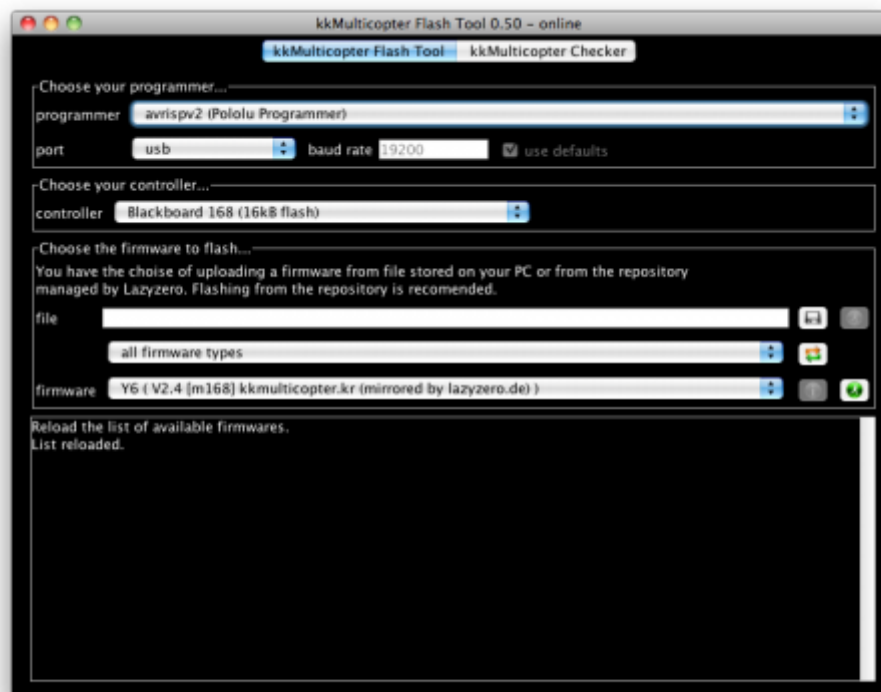 kkMulticopter Flash Tool 0.50 – online
kkMulticopter Flash Tool kkMulticopter Checker
Choose your programmer...
programmer avrispv2 (Pololu Programmer)
port usb baud rate 19200 use defaults
Choose your controller...
controller Blackboard 168 (16kB flash)
Choose the firmware to flash...
You have the choise of uploading a firmware from file stored on your PC or from the repository
managed by Lazyzero. Flashing from the repository is recomended.
file
all firmware types
firmware Y6 ( V2.4 [m168] kkmulticopter.kr (mirrored by lazyzero.de) )
Reload the list of available firmwares.
List reloaded.